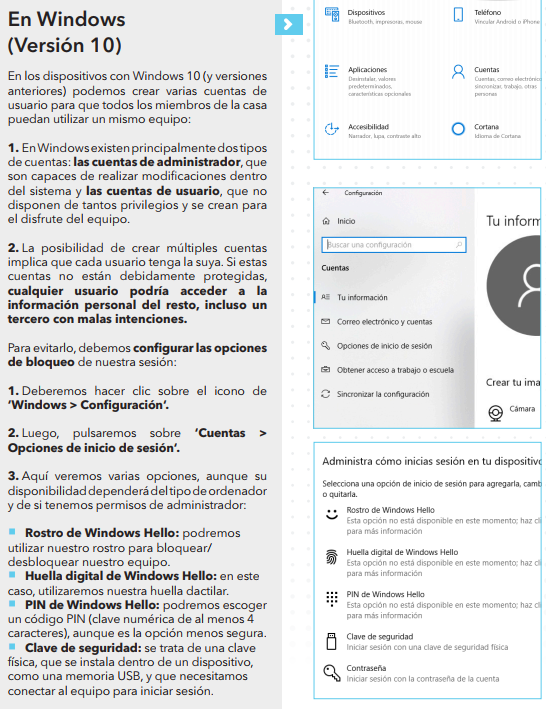 En Windows
(Versión 10)
En los dispositivos con Windows 10 (y versiones
anteriores) podemos crear varias cuentas de
usuario para que todos los miembros de la casa
puedan utilizar un mismo equipo:
1. En Windows existen principalmente dos tipos
de cuentas: las cuentas de administrador, que
son capaces de realizar modificaciones dentro
del sistema y las cuentas de usuario, que no
disponen de tantos privilegios y se crean para
el disfrute del equipo.
2. La posibilidad de crear múltiples cuentas
implica que cada usuario tenga la suya. Si estas
cuentas no están debidamente protegidas,
cualquier usuario podría acceder a la
información personal del resto, incluso un
tercero con malas intenciones.
Para evitarlo, debemos configurar las opciones
de bloqueo de nuestra sesión:
1. Deberemos hacer clic sobre el icono de
‘Windows > Configuración’.
2. Luego, pulsaremos sobre ‘Cuentas >
Opciones de inicio de sesión’.
3. Aquí veremos varias opciones, aunque su
disponibilidad dependerá del tipo de ordenador
y de si tenemos permisos de administrador:
Rostro de Windows Hello: podremos
utilizar nuestro rostro para bloquear/
desbloquear nuestro equipo.
Huella digital de Windows Hello: en este
caso, utilizaremos nuestra huella dactilar.
PIN de Windows Hello: podremos escoger
un código PIN (clave numérica de al menos 4
caracteres), aunque es la opción menos segura.
Clave de seguridad: se trata de una clave
física, que se instala dentro de un dispositivo,
como una memoria USB, y que necesitamos
conectar al equipo para iniciar sesión.
Dispositivos
Bluetooth, impresoras, mouse
Teléfono
Vincular Android o iPhone
Aplicaciones
Desinstalar, valores
predeterminados,
características opcionales
Cuentas
Cuentas, correo electrónico
sincronizar, trabajo, otras
personas
Accesibilidad
Narrador, lupa, contraste alto
Cortana
Idioma de Cortana
Configuración
Inicio
Buscar una configuración
Cuentas
Tu información
Correo electrónico y cuentas
Opciones de inicio de sesión
Obtener acceso a trabajo o escuela
Sincronizar la configuración
Tu inform
Crear tu ima
Cámara
Administra cómo inicias sesión en tu dispositivo
Selecciona una opción de inicio de sesión para agregarla, camb
o quitarla.
Rostro de Windows Hello
Esta opción no está disponible en este momento; haz cli
para más información
Huella digital de Windows Hello
Esta opción no está disponible en este momento; haz cli
para más información
PIN de Windows Hello
Esta opción no está disponible en este momento; haz cli
para más información
Clave de seguridad
Iniciar sesión con una clave de seguridad física
Contraseña
Iniciar sesión con la contraseña de la cuenta